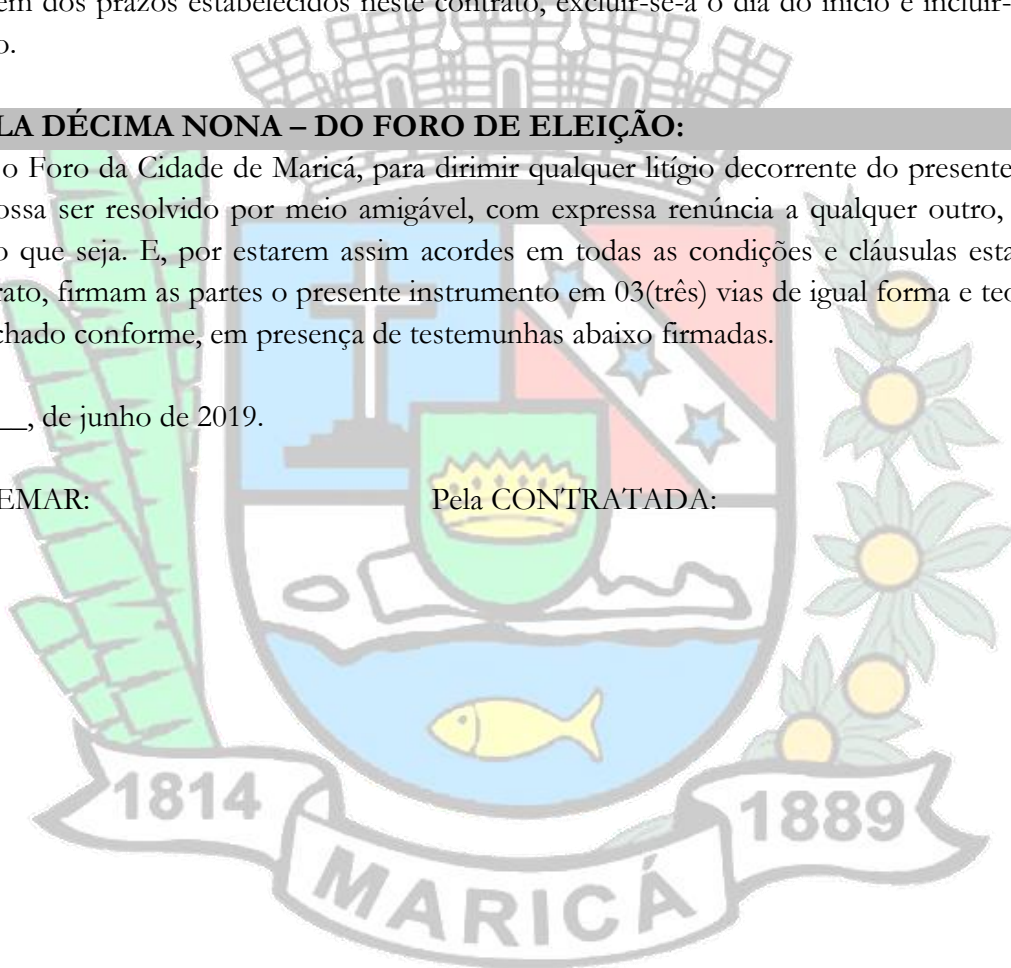 em dos prazos estabelecidos neste contrato, excluir-se-á o dia do início e incluir-
o.
LA DÉCIMA NONA – DO FORO DE ELEIÇÃO:
o Foro da Cidade de Maricá, para dirimir qualquer litígio decorrente do presente
ossa ser resolvido por meio amigável, com expressa renúncia a qualquer outro,
o que seja. E, por estarem assim acordes em todas as condições e cláusulas esta
rato, firmam as partes o presente instrumento em 03(três) vias de igual forma e teo
chado conforme, em presença de testemunhas abaixo firmadas.
__, de junho de 2019.
EMAR: Pela CONTRATADA:
1814 1889
MARICÁ